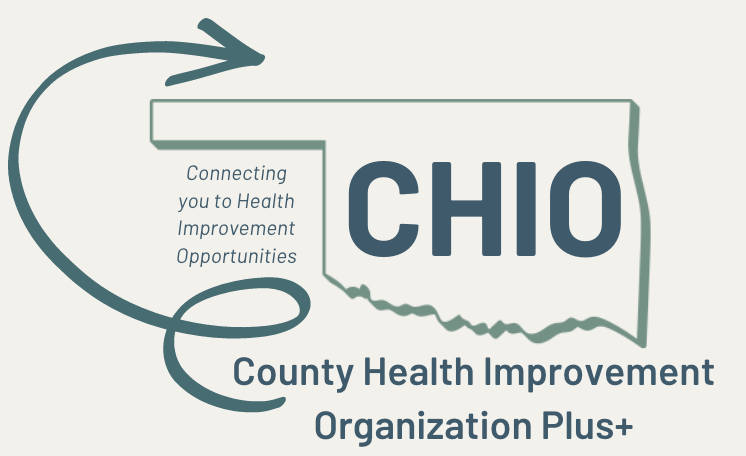 Connecting
you to Health
Improvement
Opportunities
CHIO
County Health Improvement
Organization Plus+